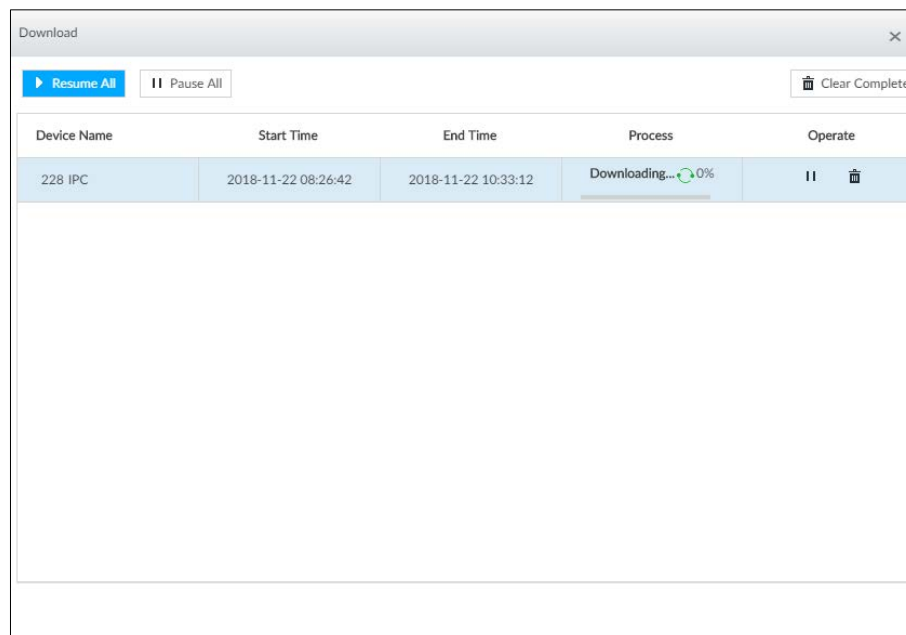 Download
Resume All Pause All Clear Complete
Device Name Start Time End Time Process Operate
228 IPC 2018-11-22 08:26:42 2018-11-22 10:33:12 Downloading... 0%